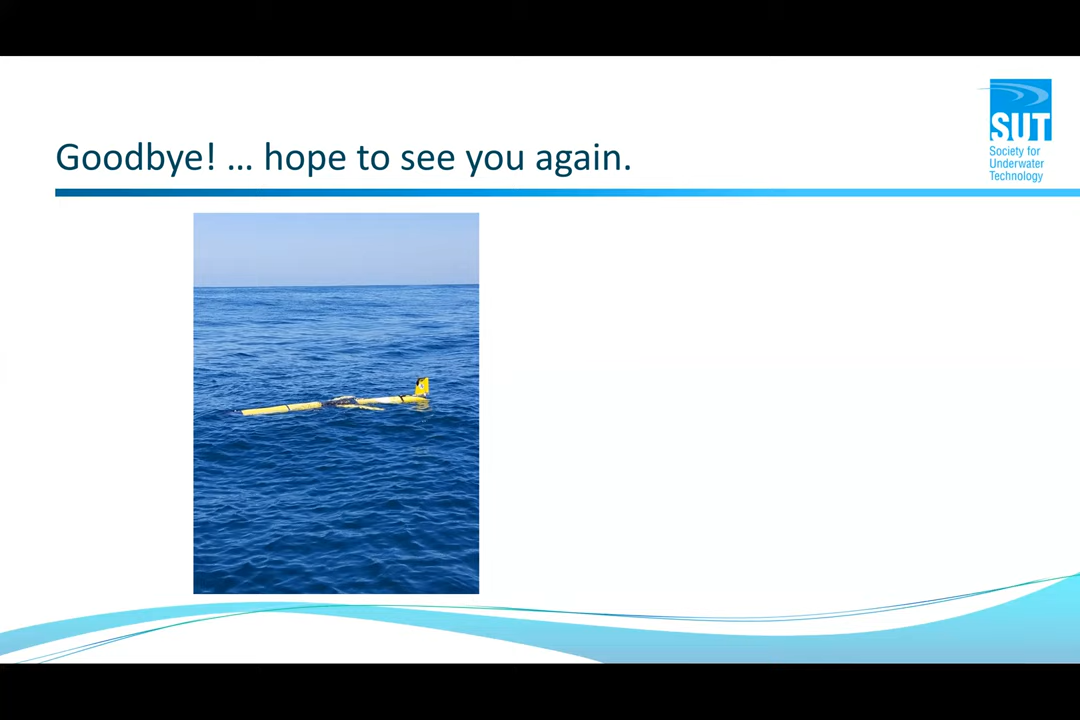 Goodbye! … hope to see you again.
SUT
Society for
Underwater
Technology